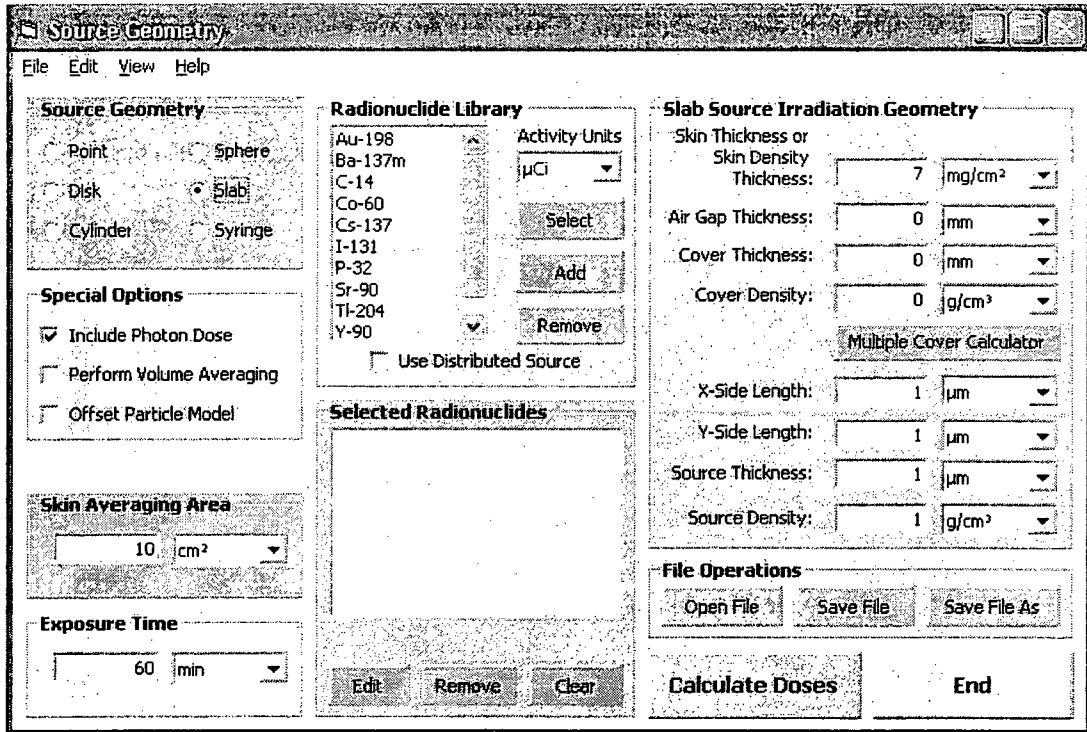 Source Geometry
File Edit View Help
Source Geometry
Point
Sphere
Disk
Slab
Cylinder
Syringe
Special Options
Include Photon Dose
Perform Volume Averaging
Offset Particle Model
Skin Averaging Area
10 cm²
Exposure Time
60 min
Radionuclide Library
Au-198
Ba-137m
C-14
Co-60
Cs-137
I-131
P-32
Sr-90
Tl-204
Y-90
Activity Units
µCi
Select
Add
Remove
Use Distributed Source
Selected Radionuclides
Edit Remove Clear
Slab Source Irradiation Geometry
Skin Thickness or
Skin Density
Thickness: 7 mg/cm²
Air Gap Thickness: 0 mm
Cover Thickness: 0 mm
Cover Density: 0 g/cm³
Multiple Cover Calculator
X-Side Length: 1 µm
Y-Side Length: 1 µm
Source Thickness: 1 µm
Source Density: 1 g/cm³
File Operations
Open File Save File Save File As
Calculate Doses End